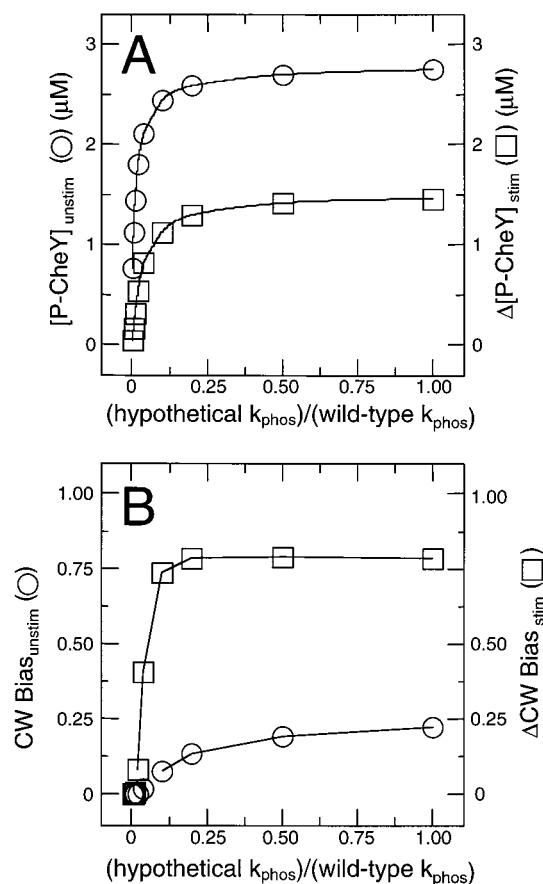 A
3
2
1
0
3
2
1
0
[P-CheY]unstim (○) (μM)
Δ[P-CheY]stim (□) (μM)
0 0.25 0.50 0.75 1.00
(hypothetical kphos)/(wild-type kphos)
B
1.00
0.75
0.50
0.25
0
1.00
0.75
0.50
0.25
0
CW Biasunstim (○)
ΔCW Bias stim (□)
0 0.25 0.50 0.75 1.00
(hypothetical kphos)/(wild-type kphos)